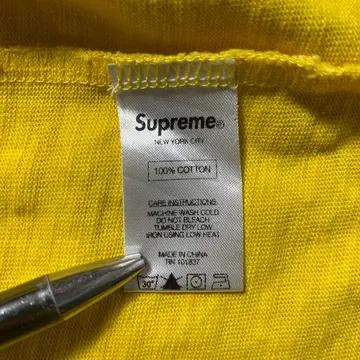 Supreme®
NEW YORK CITY
100% COTTON
CARE INSTRUCTIONS
MACHINE WASH COLD
DO NOT BLEACH
TUMBLE DRY LOW
IRON USING LOW HEAT
MADE IN CHINA
RN 101837
30°